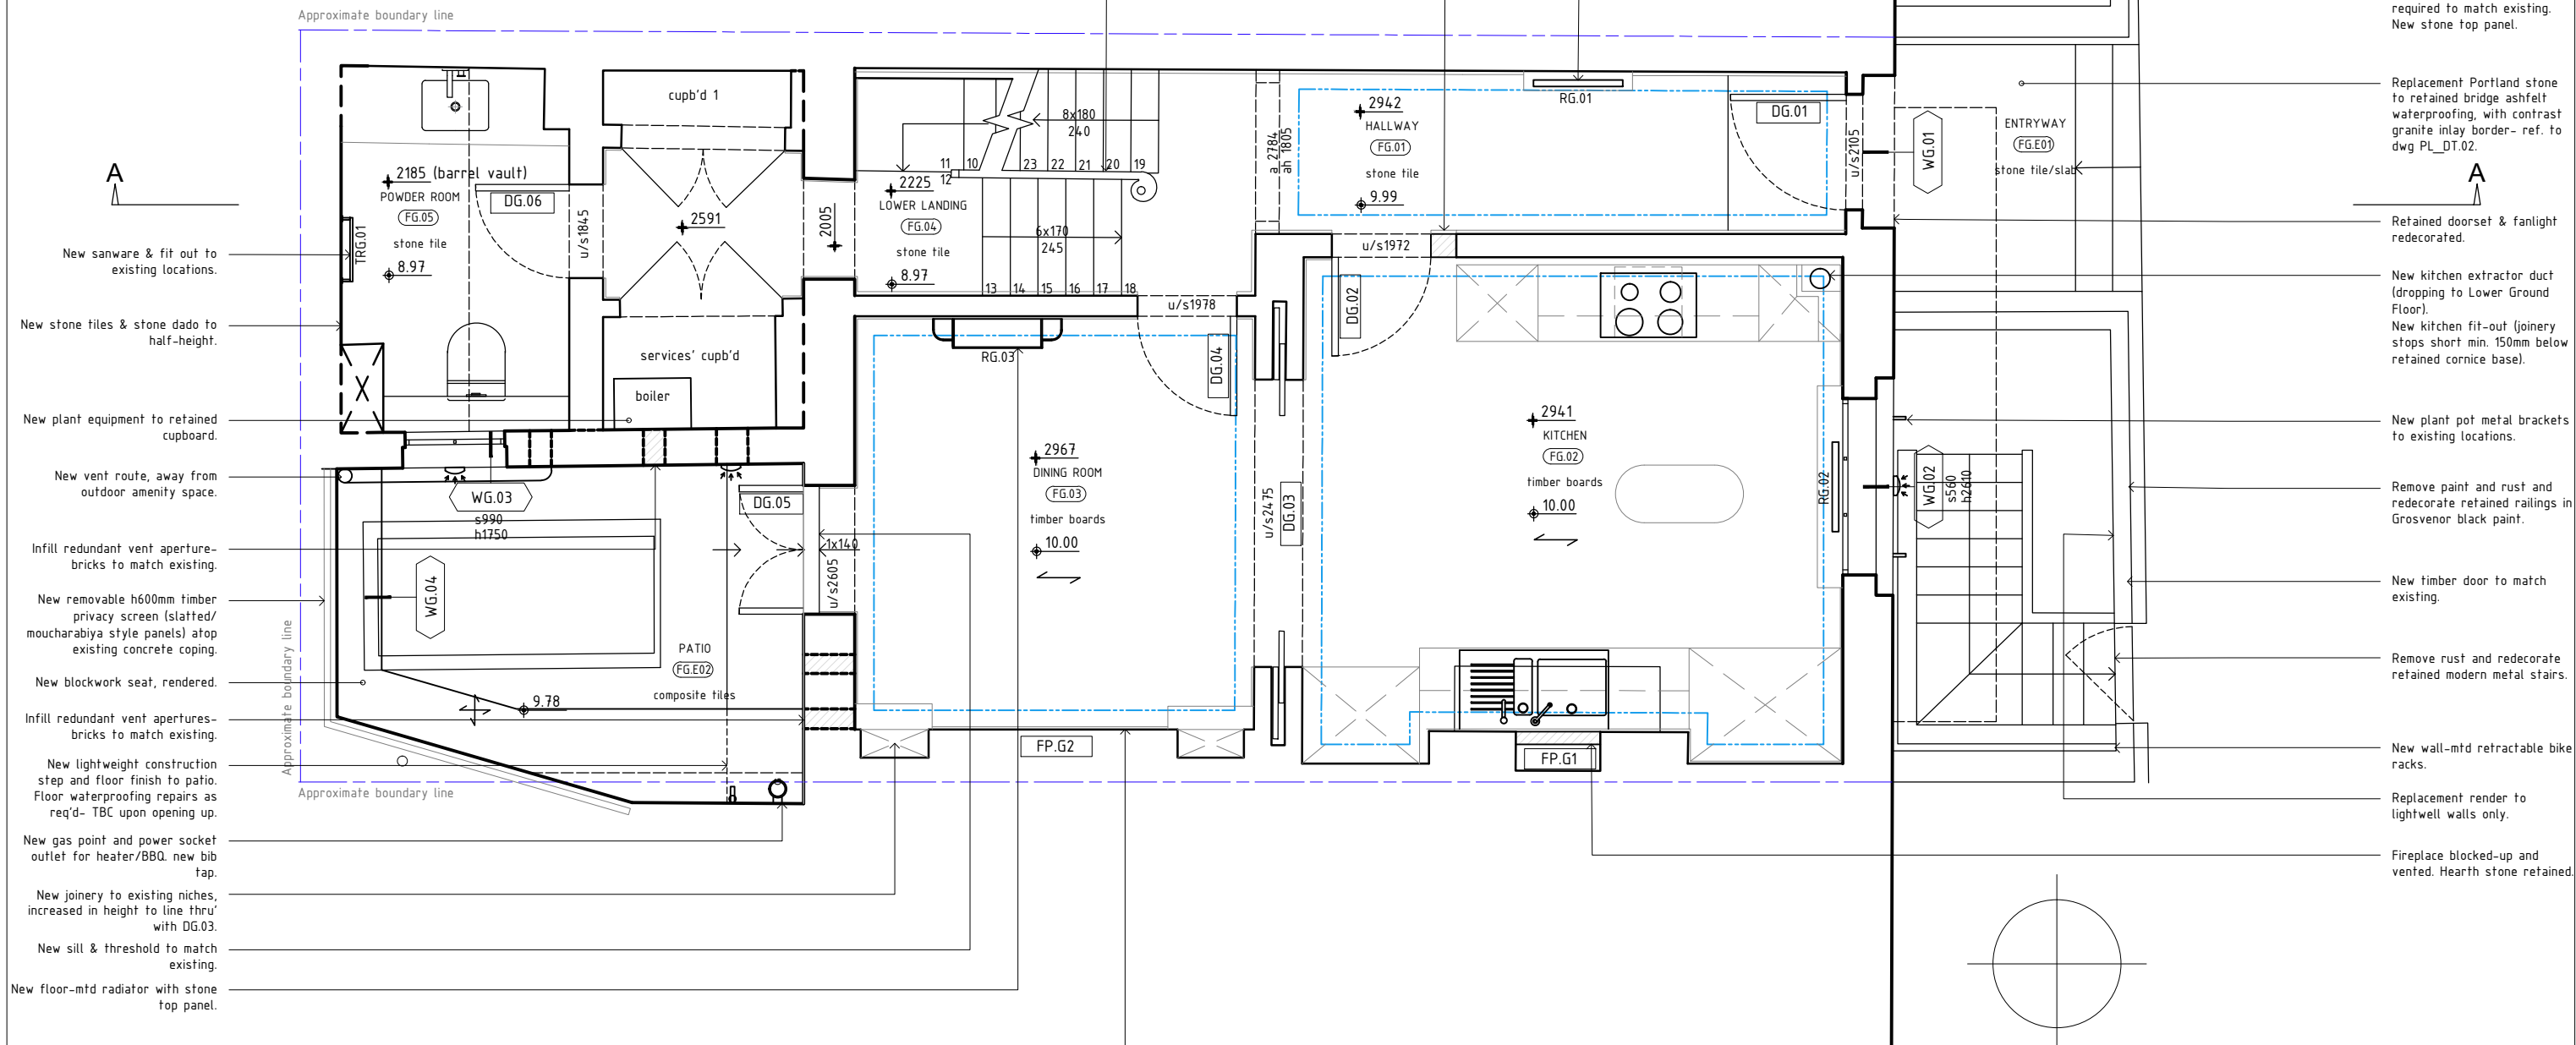 Approximate boundary line
required to match existing.
New stone top panel.
Replacement Portland stone
to retained bridge ashfelt
waterproofing, with contrast
granite inlay border- ref. to
dwg PL_DT.02.
A
Retained doorset & fanlight
redecorated.
New kitchen extractor duct
(dropping to Lower Ground
Floor).
New kitchen fit-out (joinery
stops short min. 150mm below
retained cornice base).
New plant pot metal brackets
to existing locations.
Remove paint and rust and
redecorate retained railings in
Grosvenor black paint.
New timber door to match
existing.
Remove rust and redecorate
retained modern metal stairs.
New wall-mtd retractable bike
racks.
Replacement render to
lightwell walls only.
Fireplace blocked-up and
vented. Hearth stone retained.
A
New sanware & fit out to
existing locations.
New stone tiles & stone dado to
half-height.
New plant equipment to retained
cupboard.
New vent route, away from
outdoor amenity space.
Infill redundant vent aperture-
bricks to match existing.
New removable h600mm timber
privacy screen (slatted/
moucharabiya style panels) atop
existing concrete coping.
New blockwork seat, rendered.
Infill redundant vent apertures-
bricks to match existing.
New lightweight construction
step and floor finish to patio.
Floor waterproofing repairs as
req'd- TBC upon opening up.
New gas point and power socket
outlet for heater/BBQ. new bib
tap.
New joinery to existing niches,
increased in height to line thru'
with DG.03.
New sill & threshold to match
existing.
New floor-mtd radiator with stone
top panel.
Approximate boundary line
Approximate boundary line
2185 (barrel vault)
POWDER ROOM
FG.05
stone tile
8.97
TRG.01
DG.06
u/s1845
cupb'd 1
2591
services' cupb'd
boiler
2005
2225
LOWER LANDING
FG.04
stone tile
8.97
11
10
12
23
22
21
20
19
8x180
240
6x170
245
13
14
15
16
17
18
u/s1978
a 2784
ah 1805
2942
HALLWAY
FG.01
stone tile
9.99
RG.01
DG.01
u/s2105
WG.01
ENTRYWAY
FG.E01
stone tile/slab
u/s1972
DG.02
RG.03
DG.04
2967
DINING ROOM
FG.03
timber boards
10.00
FP.G2
u/s2475
DG.03
2941
KITCHEN
FG.02
timber boards
10.00
RG.02
WG.02
s560
h2610
FP.G1
WG.03
s990
h1750
WG.04
DG.05
1x140
u/s2605
PATIO
FG.E02
composite tiles
9.78